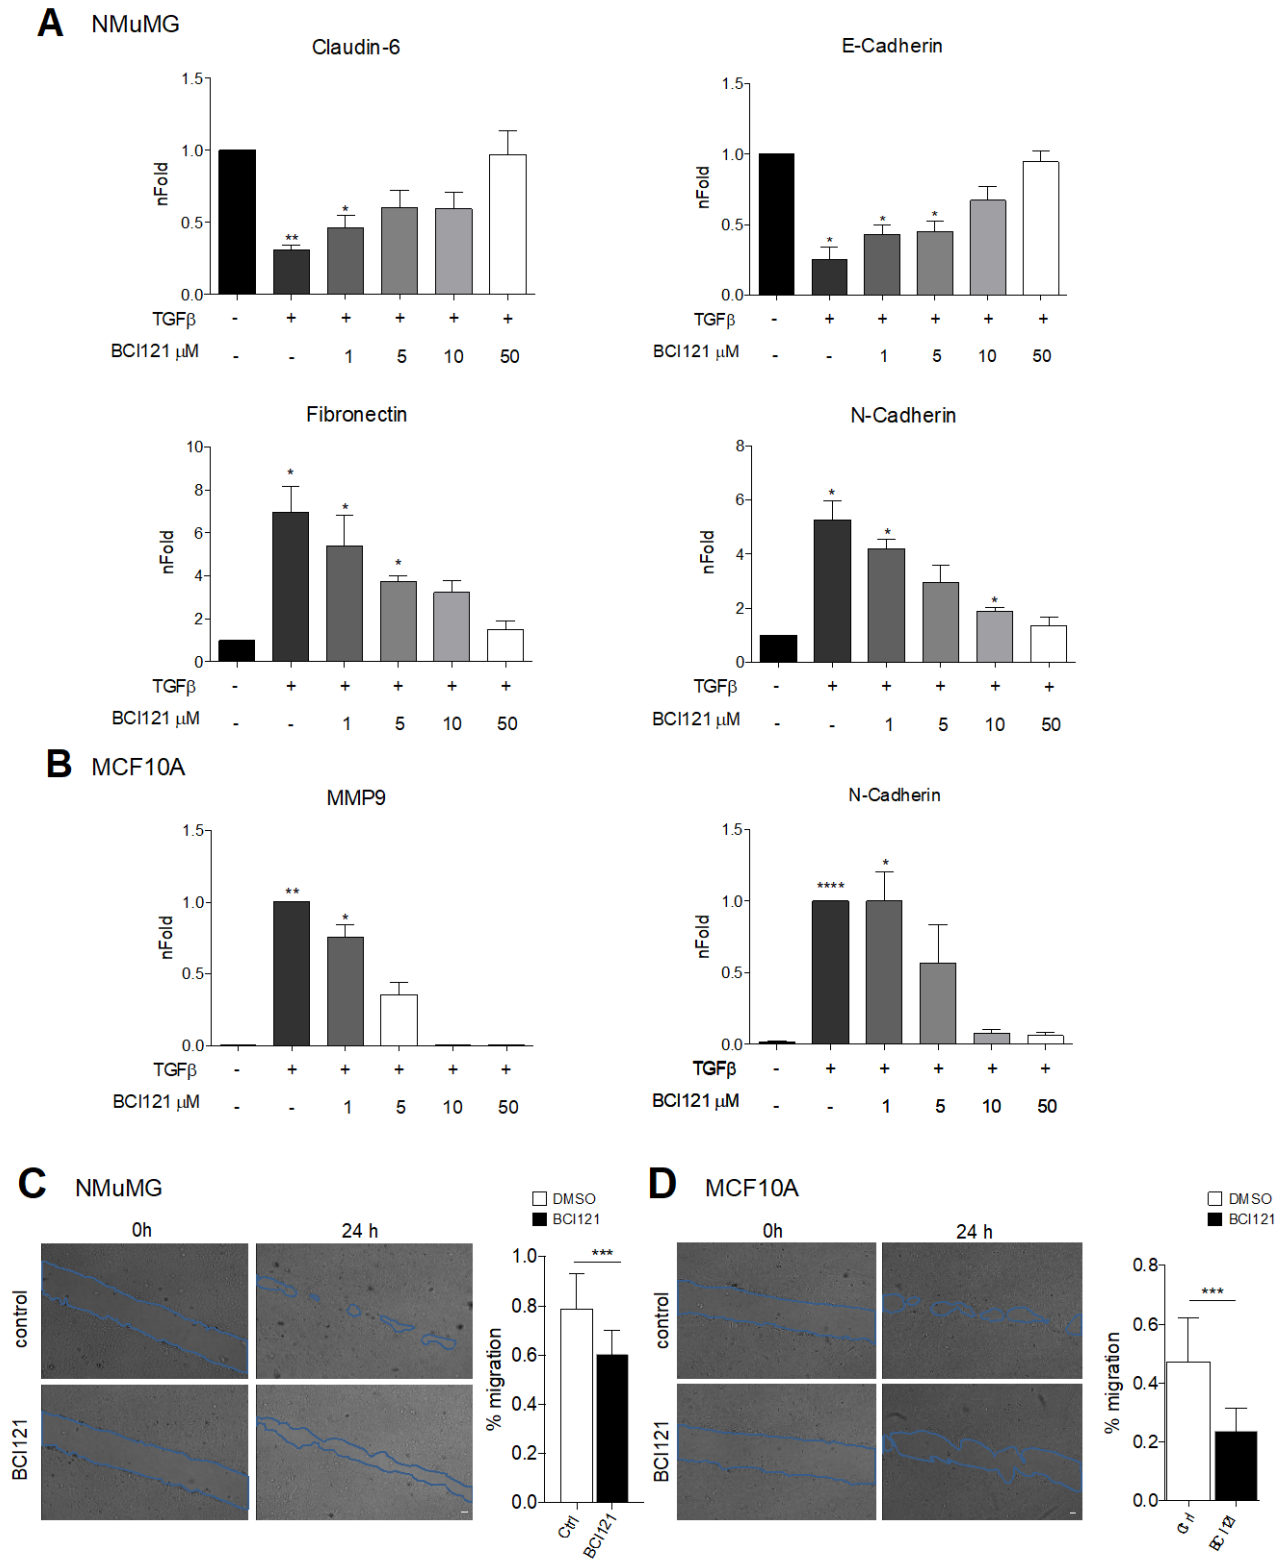 A NMuMG
Claudin-6
1.5
1.0
0.5
0.0
nFold
**
*
TGFβ - + + + + +
BCI121 μM - - 1 5 10 50
E-Cadherin
1.5
1.0
0.5
0.0
nFold
*
*
*
TGFβ - + + + + +
BCI121 μM - - 1 5 10 50
Fibronectin
10
8
6
4
2
0
nFold
*
*
*
TGFβ - + + + + +
BCI121 μM - - 1 5 10 50
N-Cadherin
8
6
4
2
0
nFold
*
*
*
TGFβ - + + + + +
BCI121 μM - - 1 5 10 50
B MCF10A
MMP9
1.5
1.0
0.5
0.0
nFold
**
*
TGFβ - + + + + +
BCI121 μM - - 1 5 10 50
N-Cadherin
1.5
1.0
0.5
0.0
nFold
****
*
TGFβ - + + + + +
BCI121 μM - - 1 5 10 50
C NMuMG
0h
24 h
control
BCI121
DMSO
BCI121
1.0
0.8
0.6
0.4
0.2
0.0
% migration
***
Ctrl
BCI121
D MCF10A
0h
24 h
control
BCI121
DMSO
BCI121
0.8
0.6
0.4
0.2
0.0
% migration
***
Ctrl
BCI121